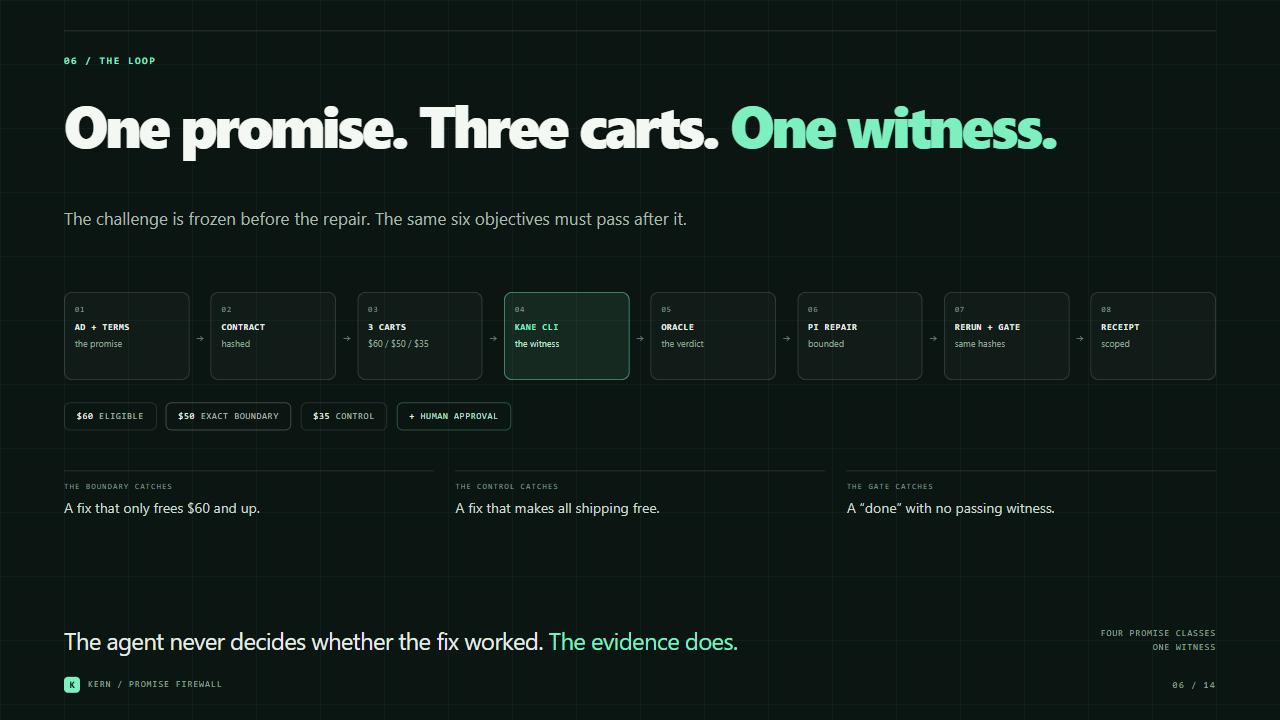 06 / THE LOOP
One promise. Three carts. One witness.
The challenge is frozen before the repair. The same six objectives must pass after it.
01
AD + TERMS
the promise
→
02
CONTRACT
hashed
→
03
3 CARTS
$60 / $50 / $35
→
04
KANE CLI
the witness
→
05
ORACLE
the verdict
→
06
PI REPAIR
bounded
→
07
RERUN + GATE
same hashes
→
08
RECEIPT
scoped
$60 ELIGIBLE
$50 EXACT BOUNDARY
$35 CONTROL
+ HUMAN APPROVAL
THE BOUNDARY CATCHES
A fix that only frees $60 and up.
THE CONTROL CATCHES
A fix that makes all shipping free.
THE GATE CATCHES
A “done” with no passing witness.
The agent never decides whether the fix worked. The evidence does.
FOUR PROMISE CLASSES
ONE WITNESS
K KERN / PROMISE FIREWALL
06 / 14